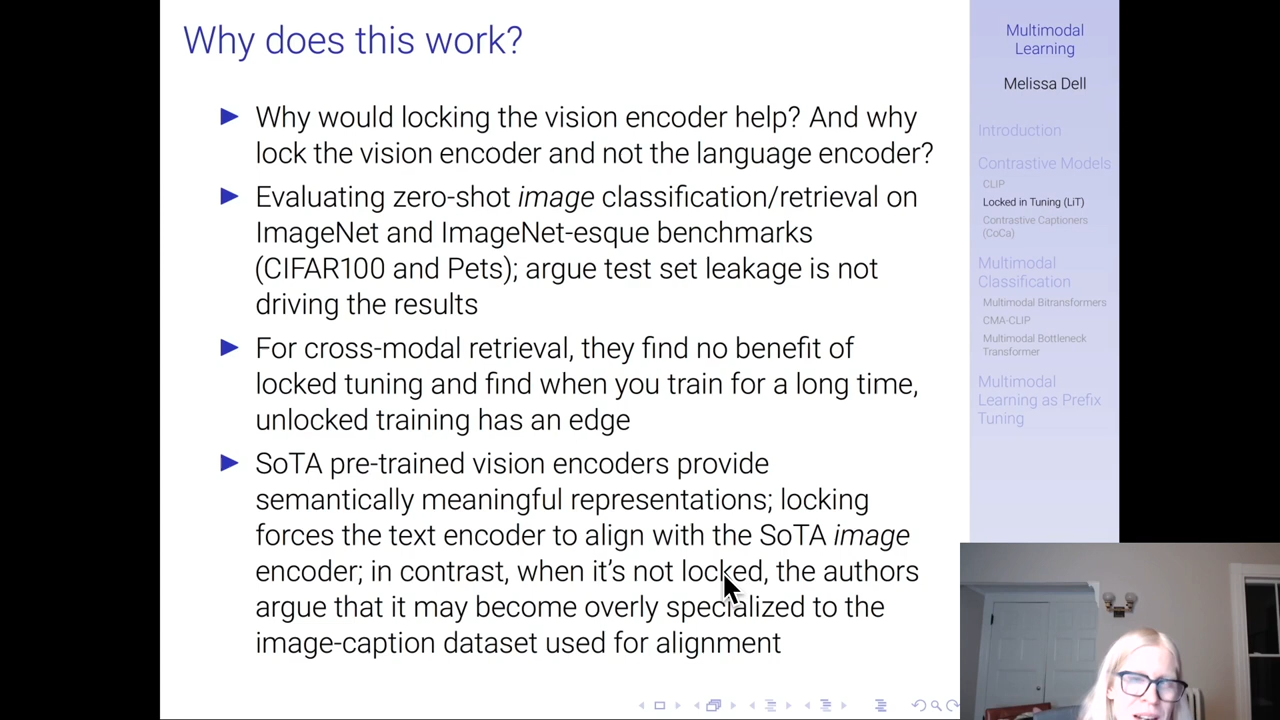 Why does this work?
Why would locking the vision encoder help? And why
lock the vision encoder and not the language encoder?
Evaluating zero-shot image classification/retrieval on
ImageNet and ImageNet-esque benchmarks
(CIFAR100 and Pets); argue test set leakage is not
driving the results
For cross-modal retrieval, they find no benefit of
locked tuning and find when you train for a long time,
unlocked training has an edge
SoTA pre-trained vision encoders provide
semantically meaningful representations; locking
forces the text encoder to align with the SoTA image
encoder; in contrast, when it's not locked, the authors
argue that it may become overly specialized to the
image-caption dataset used for alignment
Multimodal
Learning
Melissa Dell
Introduction
Contrastive Models
CLIP
Locked in Tuning (LiT)
Contrastive Captioners
(CoCa)
Multimodal
Classification
Multimodal Bitransformers
CMA-CLIP
Multimodal Bottleneck
Transformer
Multimodal
Learning as Prefix
Tuning